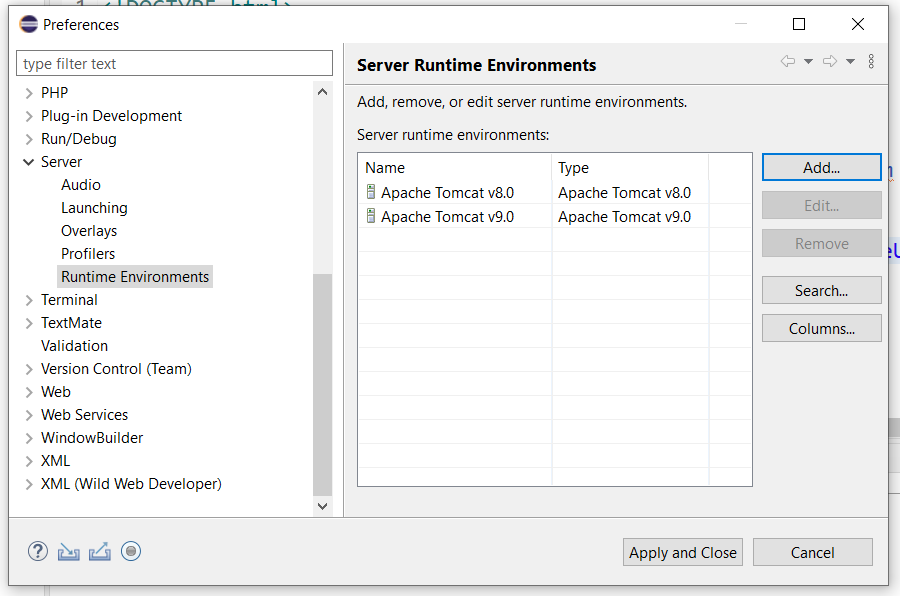 1 <!DOCTYPE html>
Preferences
type filter text
PHP
Plug-in Development
Run/Debug
Server
Audio
Launching
Overlays
Profilers
Runtime Environments
Terminal
TextMate
Validation
Version Control (Team)
Web
Web Services
WindowBuilder
XML
XML (Wild Web Developer)
Server Runtime Environments
Add, remove, or edit server runtime environments.
Server runtime environments:
Name Type
Apache Tomcat v8.0 Apache Tomcat v8.0
Apache Tomcat v9.0 Apache Tomcat v9.0
Add...
Edit...
Remove
Search...
Columns...
Apply and Close Cancel